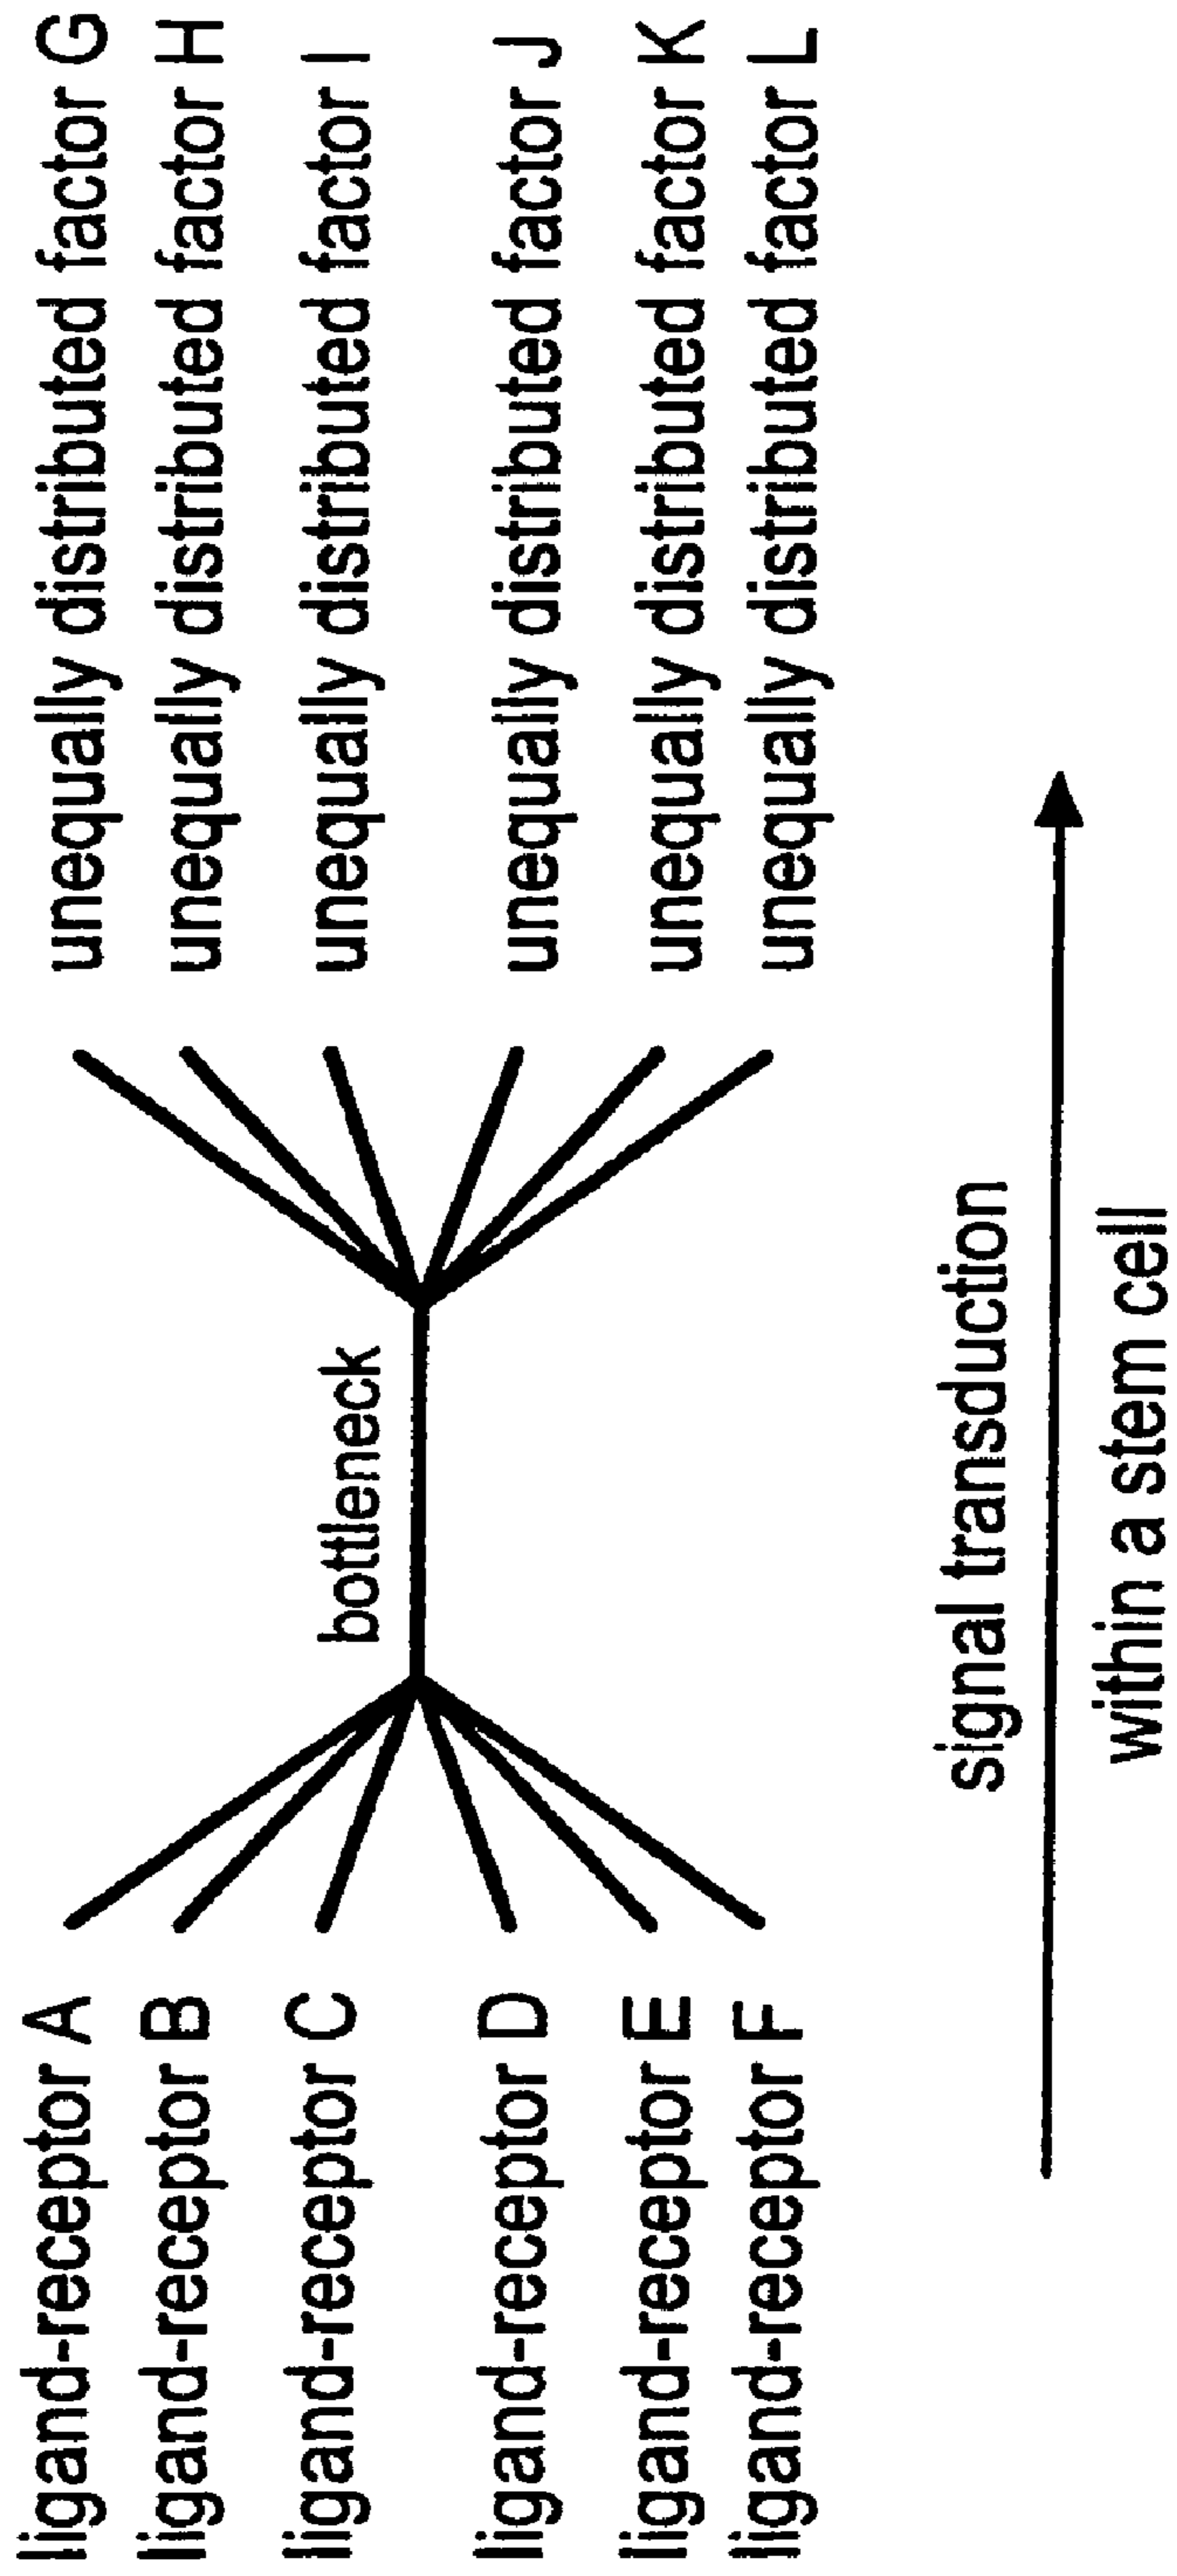 ligand-receptor A
ligand-receptor B
ligand-receptor C
ligand-receptor D
ligand-receptor E
ligand-receptor F
bottleneck
unequally distributed factor G
unequally distributed factor H
unequally distributed factor I
unequally distributed factor J
unequally distributed factor K
unequally distributed factor L
signal transduction
within a stem cell